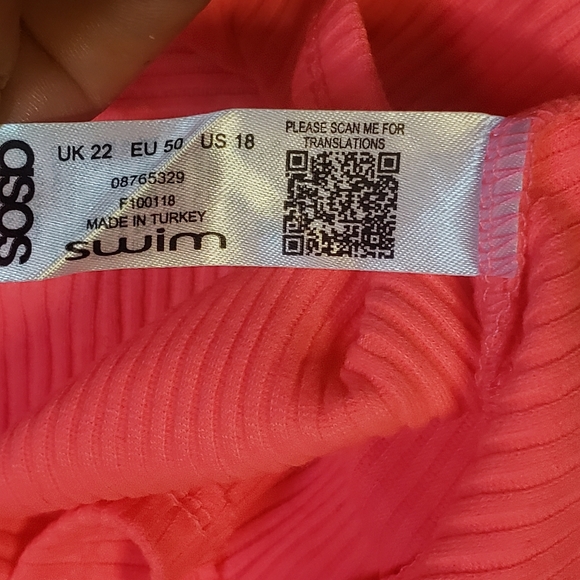 asos
UK 22 EU 50 US 18
08765329
F100118
MADE IN TURKEY
swim
PLEASE SCAN ME FOR
TRANSLATIONS